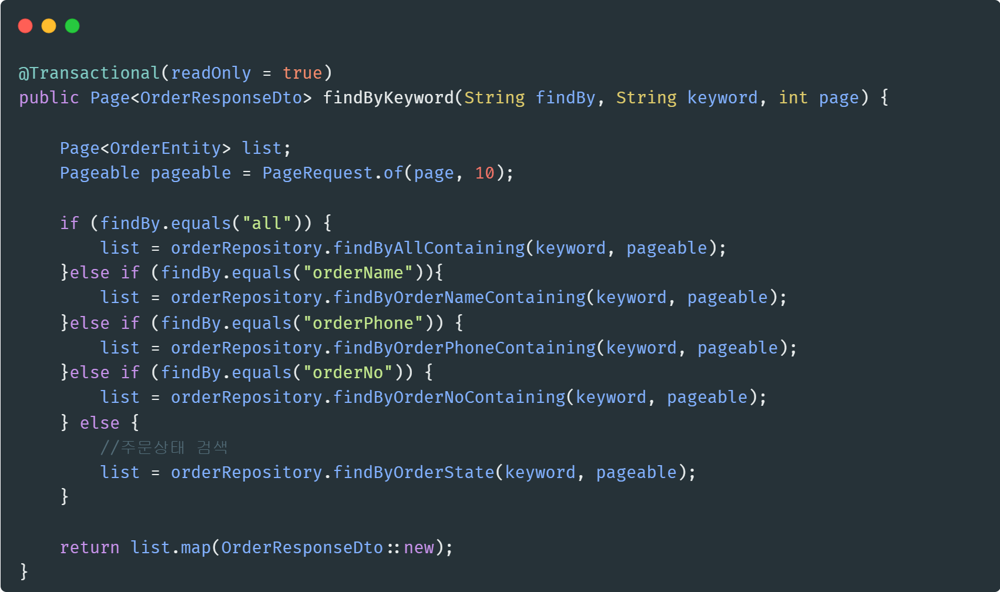 @Transactional(readOnly = true)
public Page<OrderResponseDto> findByKeyword(String findBy, String keyword, int page) {
    Page<OrderEntity> list;
    Pageable pageable = PageRequest.of(page, 10);
    if (findBy.equals("all")) {
        list = orderRepository.findByAllContaining(keyword, pageable);
    }else if (findBy.equals("orderName")){
        list = orderRepository.findByOrderNameContaining(keyword, pageable);
    }else if (findBy.equals("orderPhone")) {
        list = orderRepository.findByOrderPhoneContaining(keyword, pageable);
    }else if (findBy.equals("orderNo")) {
        list = orderRepository.findByOrderNoContaining(keyword, pageable);
    } else {
        //주문상태 검색
        list = orderRepository.findByOrderState(keyword, pageable);
    }
    return list.map(OrderResponseDto::new);
}